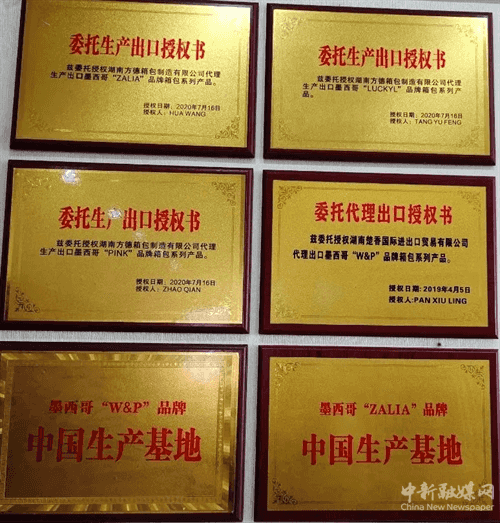 委托生产出口授权书
兹委托授权湖南方德箱包制造有限公司代理
生产出口墨西哥“ZALIA”品牌箱包系列产品。
授权日期：2020年7月16日
授权人：HUA WANG
委托生产出口授权书
兹委托授权湖南方德箱包制造有限公司代理
生产出口墨西哥“LUCKYL”品牌箱包系列产品。
授权日期：2020年7月16日
授权人：TANG YU FENG
委托生产出口授权书
兹委托授权湖南方德箱包制造有限公司代理
生产出口墨西哥“PINK”品牌箱包系列产品。
授权日期：2020年7月16日
授权人：ZHAO QIAN
委托代理出口授权书
兹委托授权湖南楚香国际进出口贸易有限公司
代理出口墨西哥“W&P”品牌箱包系列产品。
授权日期：2019年4月5日
授权人：PAN XIU LING
墨西哥“W&P”品牌
中国生产基地
墨西哥“ZALIA”品牌
中国生产基地
中新融媒网
China New Newspaper